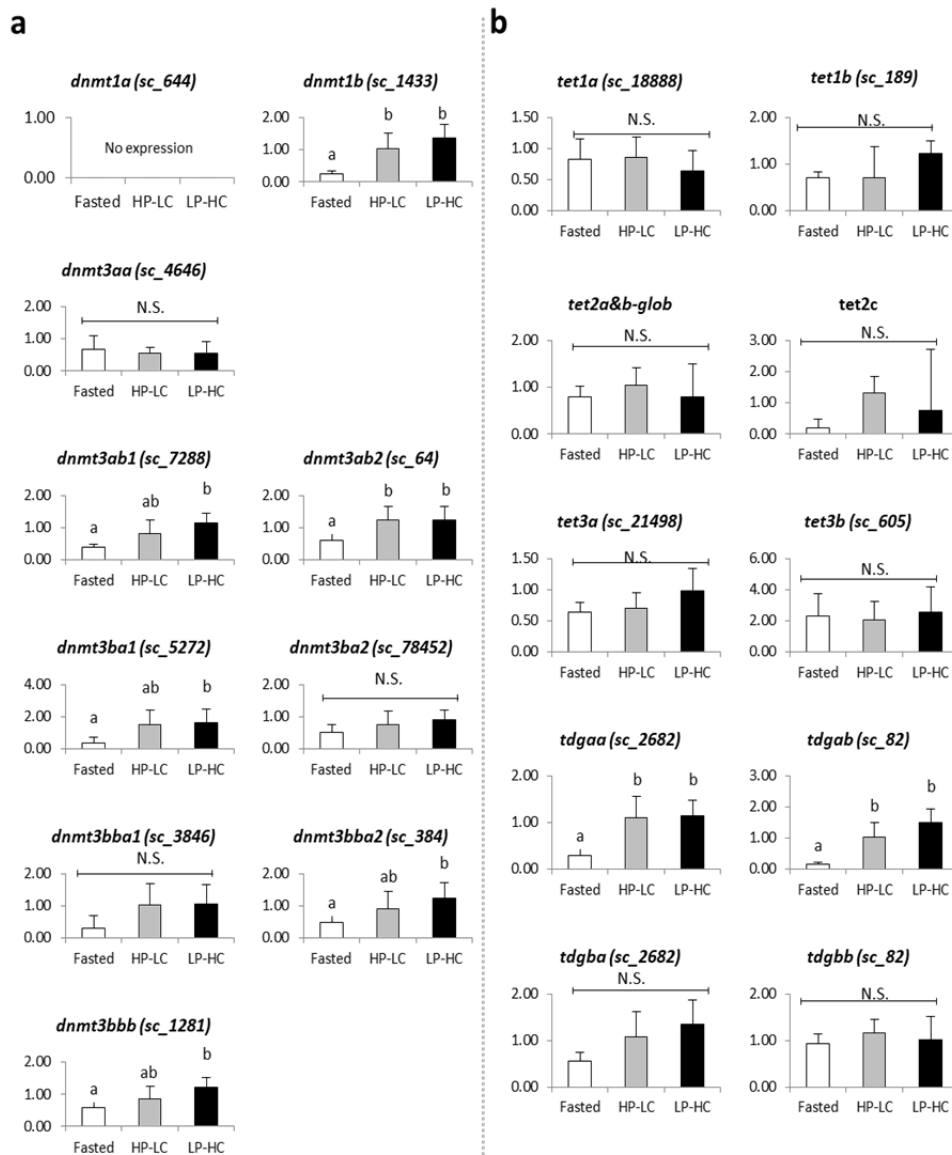 a
dnmt1a (sc_644)
1.00
0.00
No expression
Fasted HP-LC LP-HC
dnmt1b (sc_1433)
2.00
1.00
0.00
a b b
Fasted HP-LC LP-HC
dnmt3aa (sc_4646)
N.S.
2.00
1.00
0.00
Fasted HP-LC LP-HC
dnmt3ab1 (sc_7288)
2.00
1.00
0.00
a ab b
Fasted HP-LC LP-HC
dnmt3ab2 (sc_64)
2.00
1.00
0.00
a b b
Fasted HP-LC LP-HC
dnmt3ba1 (sc_5272)
4.00
2.00
0.00
a ab b
Fasted HP-LC LP-HC
dnmt3ba2 (sc_78452)
N.S.
2.00
1.00
0.00
Fasted HP-LC LP-HC
dnmt3bba1 (sc_3846)
N.S.
2.00
1.00
0.00
Fasted HP-LC LP-HC
dnmt3bba2 (sc_384)
2.00
1.00
0.00
a ab b
Fasted HP-LC LP-HC
dnmt3bbb (sc_1281)
2.00
1.00
0.00
a ab b
Fasted HP-LC LP-HC
b
tet1a (sc_18888)
N.S.
1.50
1.00
0.50
0.00
Fasted HP-LC LP-HC
tet1b (sc_189)
N.S.
2.00
1.00
0.00
Fasted HP-LC LP-HC
tet2a&b-glob
N.S.
2.00
1.00
0.00
Fasted HP-LC LP-HC
tet2c
N.S.
3.00
2.00
1.00
0.00
Fasted HP-LC LP-HC
tet3a (sc_21498)
N.S.
1.50
1.00
0.50
0.00
Fasted HP-LC LP-HC
tet3b (sc_605)
N.S.
6.00
4.00
2.00
0.00
Fasted HP-LC LP-HC
tdgaa (sc_2682)
2.00
1.00
0.00
a b b
Fasted HP-LC LP-HC
tdgab (sc_82)
3.00
2.00
1.00
0.00
a b b
Fasted HP-LC LP-HC
tdgba (sc_2682)
N.S.
2.00
1.00
0.00
Fasted HP-LC LP-HC
tdgbb (sc_82)
N.S.
2.00
1.00
0.00
Fasted HP-LC LP-HC